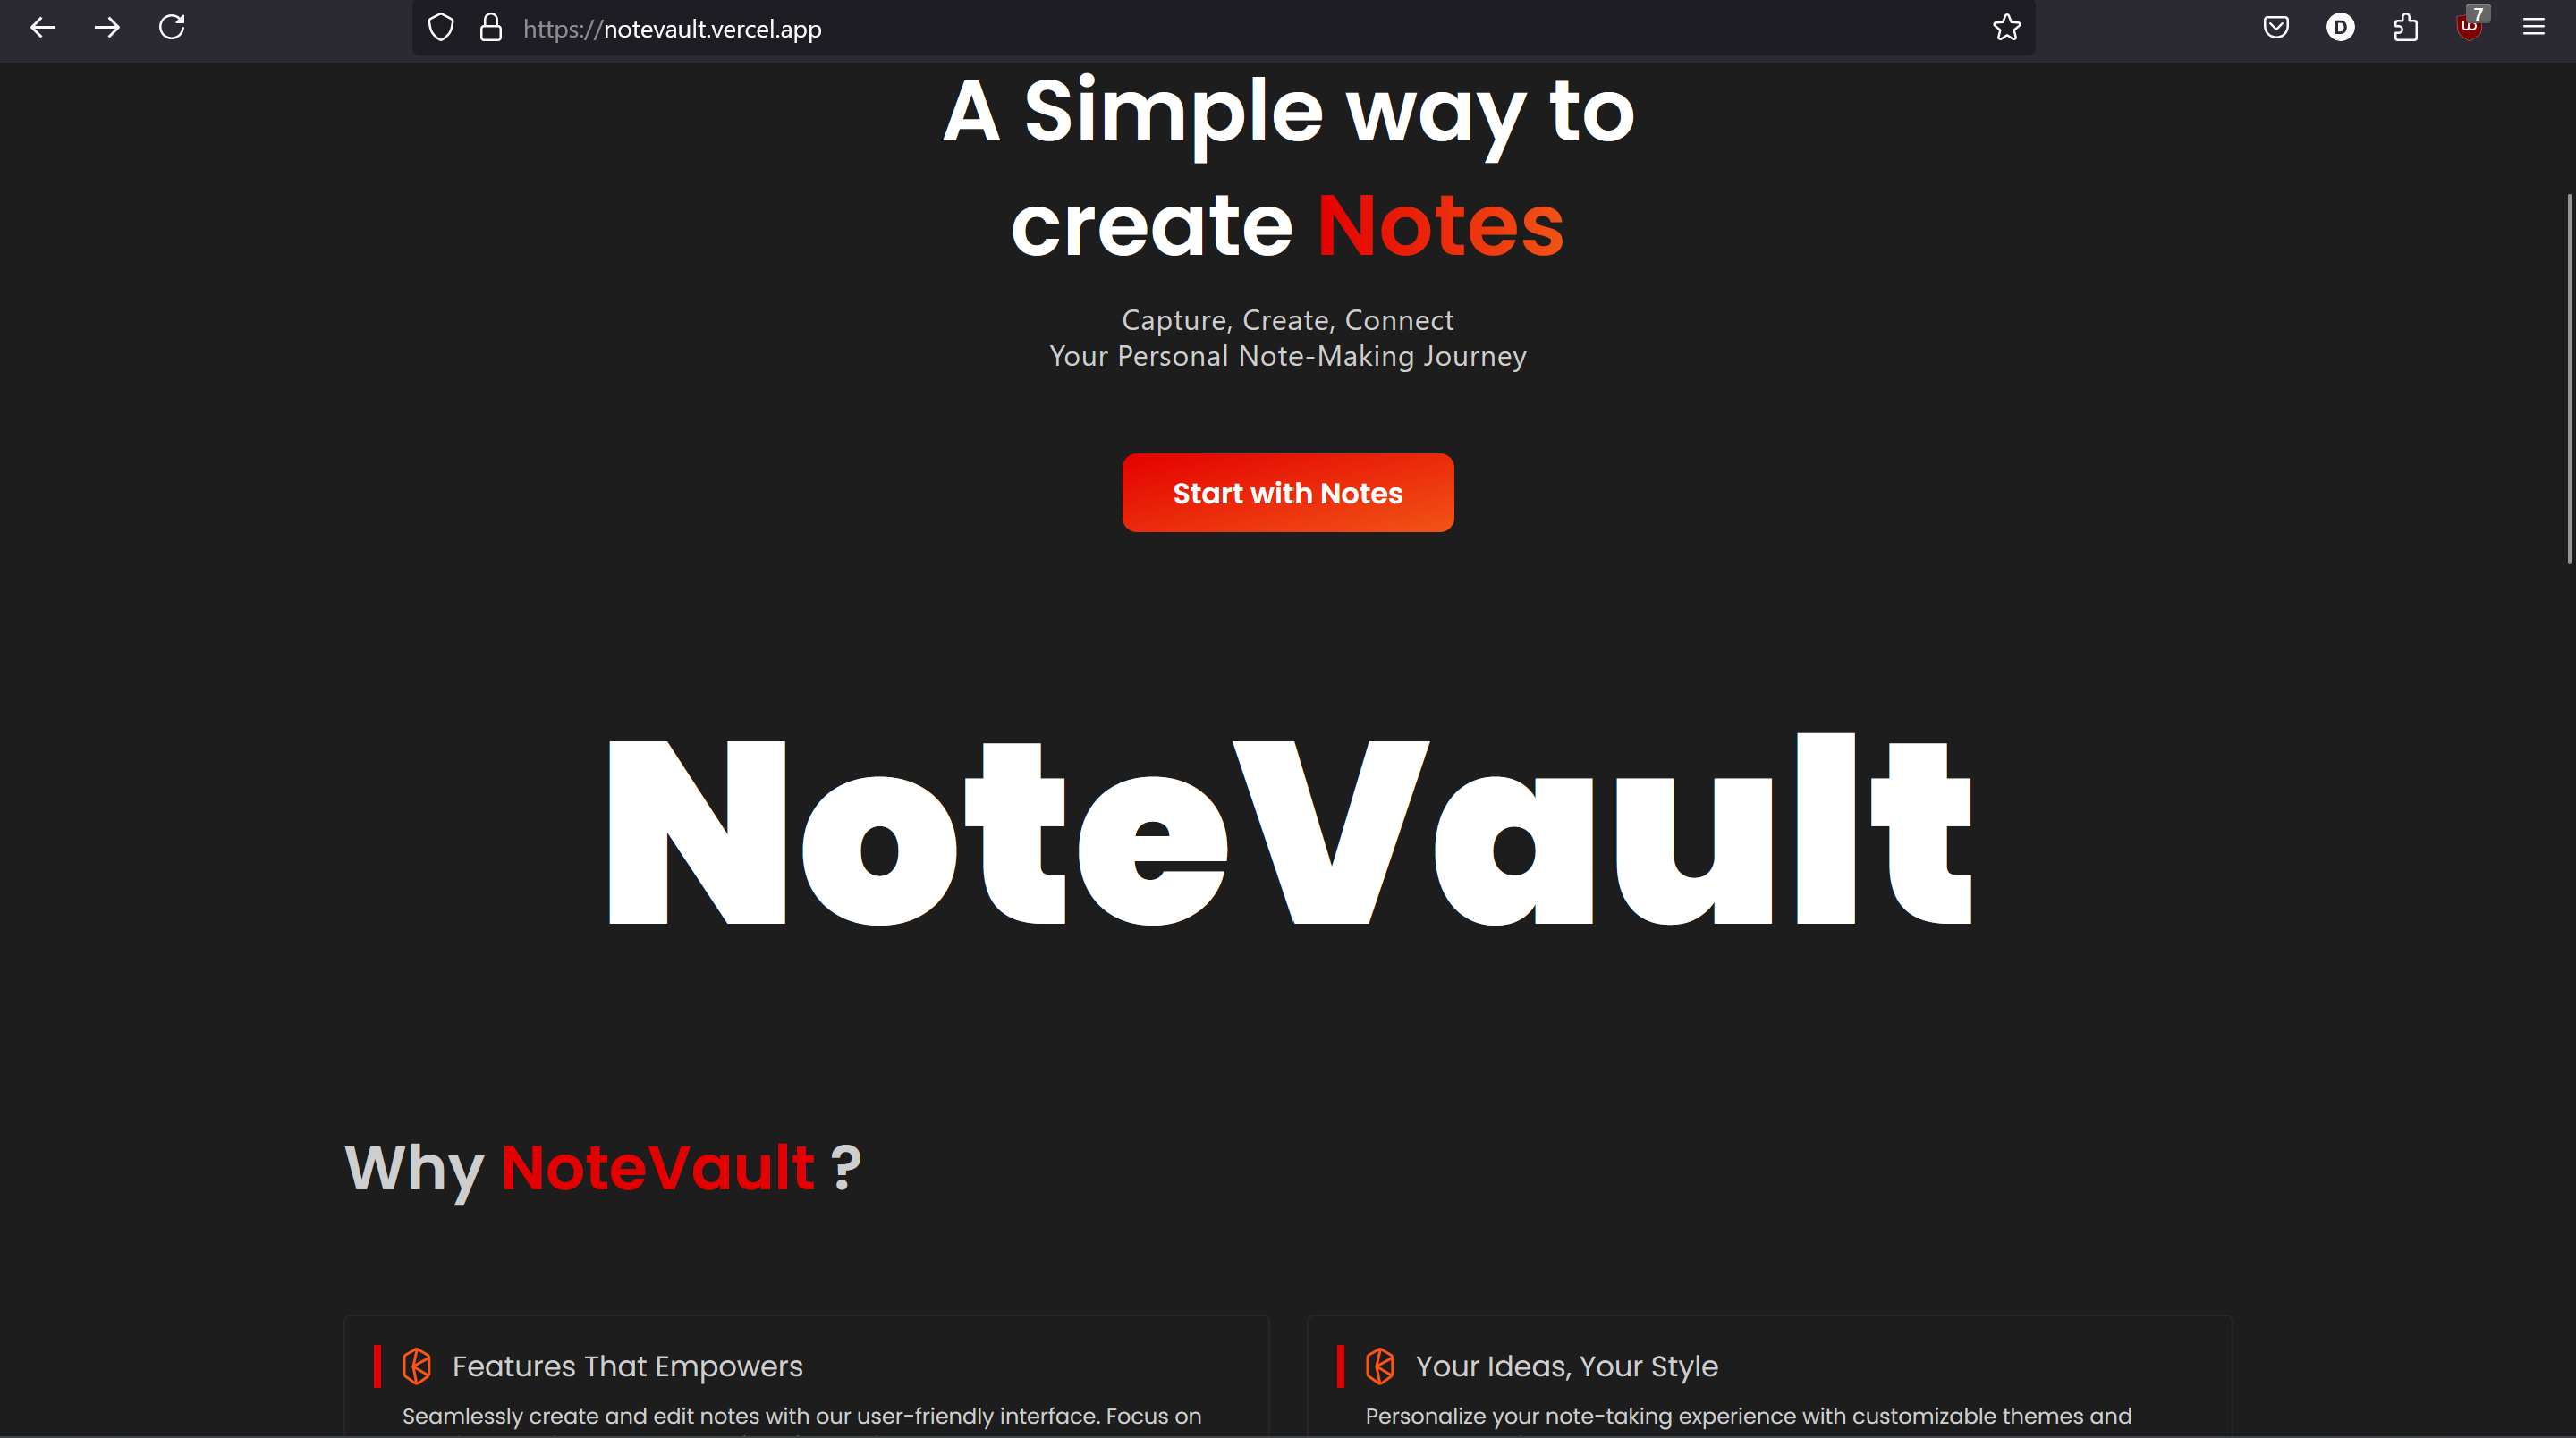 https://notevault.vercel.app
D
7
A Simple way to
create Notes
Capture, Create, Connect
Your Personal Note-Making Journey
Start with Notes
NoteVault
Why NoteVault ?
Features That Empowers
Seamlessly create and edit notes with our user-friendly interface. Focus on
Your Ideas, Your Style
Personalize your note-taking experience with customizable themes and